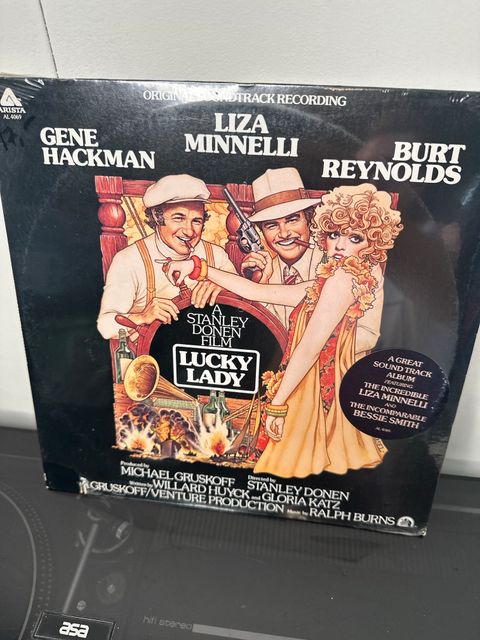 ORIGINAL SOUNDTRACK RECORDING
ARISTA
AL 4069
GENE
HACKMAN
LIZA
MINNELLI
BURT
REYNOLDS
A
STANLEY
DONEN
FILM
LUCKY
LADY
A GREAT
SOUND TRACK
ALBUM
FEATURING
THE INCREDIBLE
LIZA MINNELLI
AND
THE INCOMPARABLE
BESSIE SMITH
AL 4069
Produced by
MICHAEL GRUSKOFF
Directed by
STANLEY DONEN
Written by WILLARD HUYCK and GLORIA KATZ
A GRUSKOFF/VENTURE PRODUCTION Music by RALPH BURNS
asa
hifi stereo